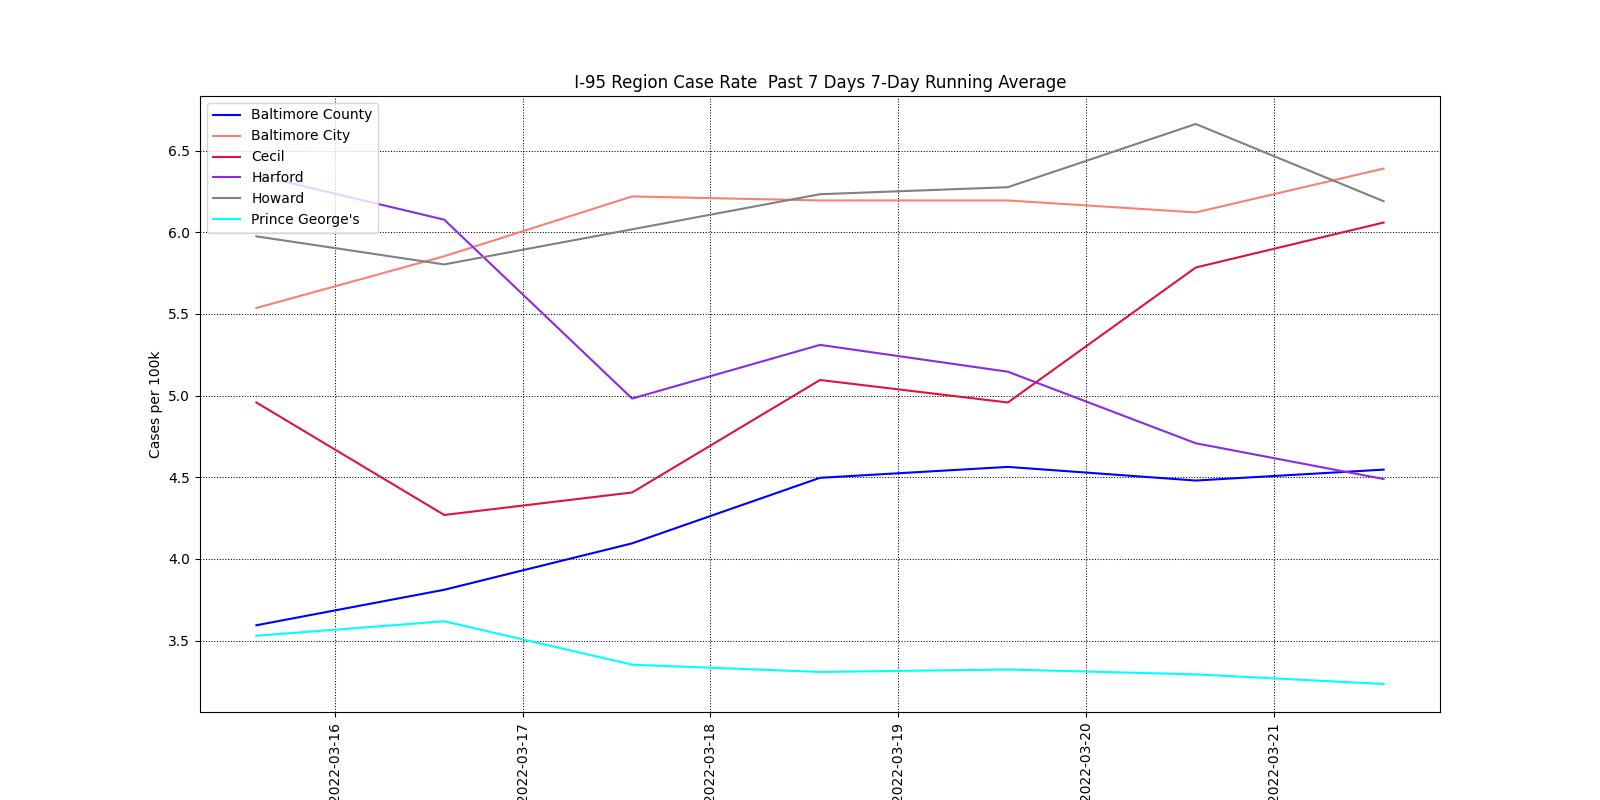 I-95 Region Case Rate  Past 7 Days 7-Day Running Average
Baltimore County
Baltimore City
Cecil
Harford
Howard
Prince George's
Cases per 100k
6.5
6.0
5.5
5.0
4.5
4.0
3.5
2022-03-16
2022-03-17
2022-03-18
2022-03-19
2022-03-20
2022-03-21